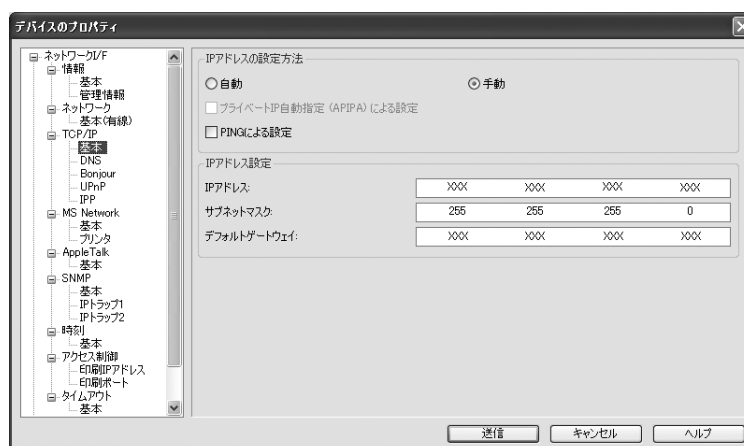 デバイスのプロパティ
ネットワークI/F
情報
基本
管理情報
ネットワーク
基本(有線)
TCP/IP
基本
DNS
Bonjour
UPnP
IPP
MS Network
基本
プリンタ
AppleTalk
基本
SNMP
基本
IPトラップ1
IPトラップ2
時刻
基本
アクセス制御
印刷IPアドレス
印刷ポート
タイムアウト
基本
IPアドレスの設定方法
自動
手動
プライベートIP自動指定 (APIPA) による設定
PINGによる設定
IPアドレス設定
IPアドレス: XXX XXX XXX XXX
サブネットマスク: 255 255 255 0
デフォルトゲートウェイ: XXX XXX XXX XXX
送信 キャンセル ヘルプ